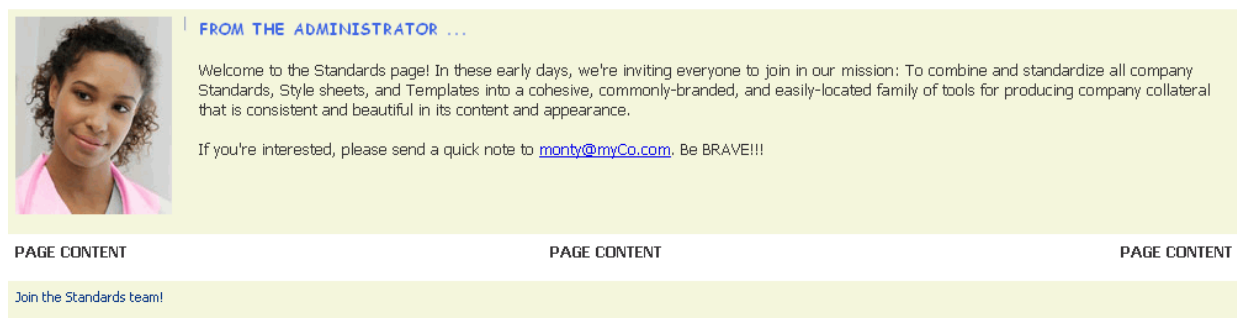 FROM THE ADMINISTRATOR ...
Welcome to the Standards page! In these early days, we're inviting everyone to join in our mission: To combine and standardize all company
Standards, Style sheets, and Templates into a cohesive, commonly-branded, and easily-located family of tools for producing company collateral
that is consistent and beautiful in its content and appearance.
If you're interested, please send a quick note to monty@myCo.com. Be BRAVE!!!
PAGE CONTENT PAGE CONTENT PAGE CONTENT
Join the Standards team!